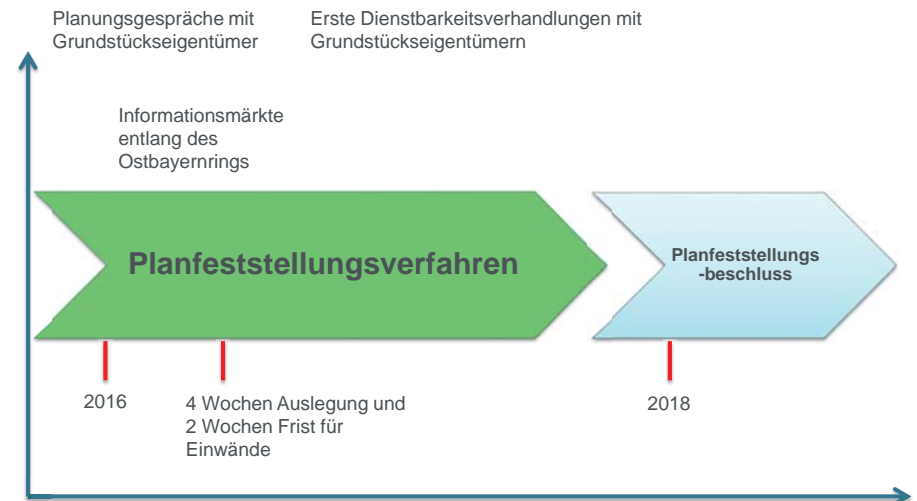 Planungsgespräche mit
Grundstückseigentümer
Erste Dienstbarkeitsverhandlungen mit
Grundstückseigentümern
Informationsmärkte
entlang des
Ostbayernrings
Planfeststellungsverfahren
Planfeststellungs
-beschluss
2016
4 Wochen Auslegung und
2 Wochen Frist für
Einwände
2018